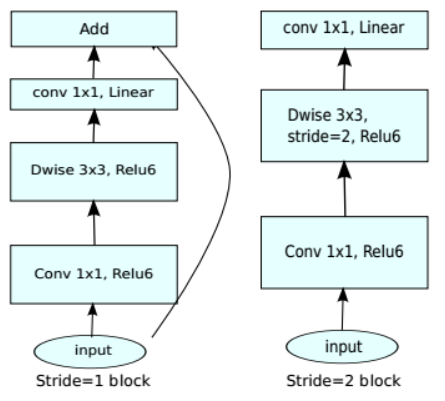 Add
conv 1x1, Linear
Dwise 3x3, Relu6
Conv 1x1, Relu6
input
Stride=1 block
conv 1x1, Linear
Dwise 3x3,
stride=2, Relu6
Conv 1x1, Relu6
input
Stride=2 block